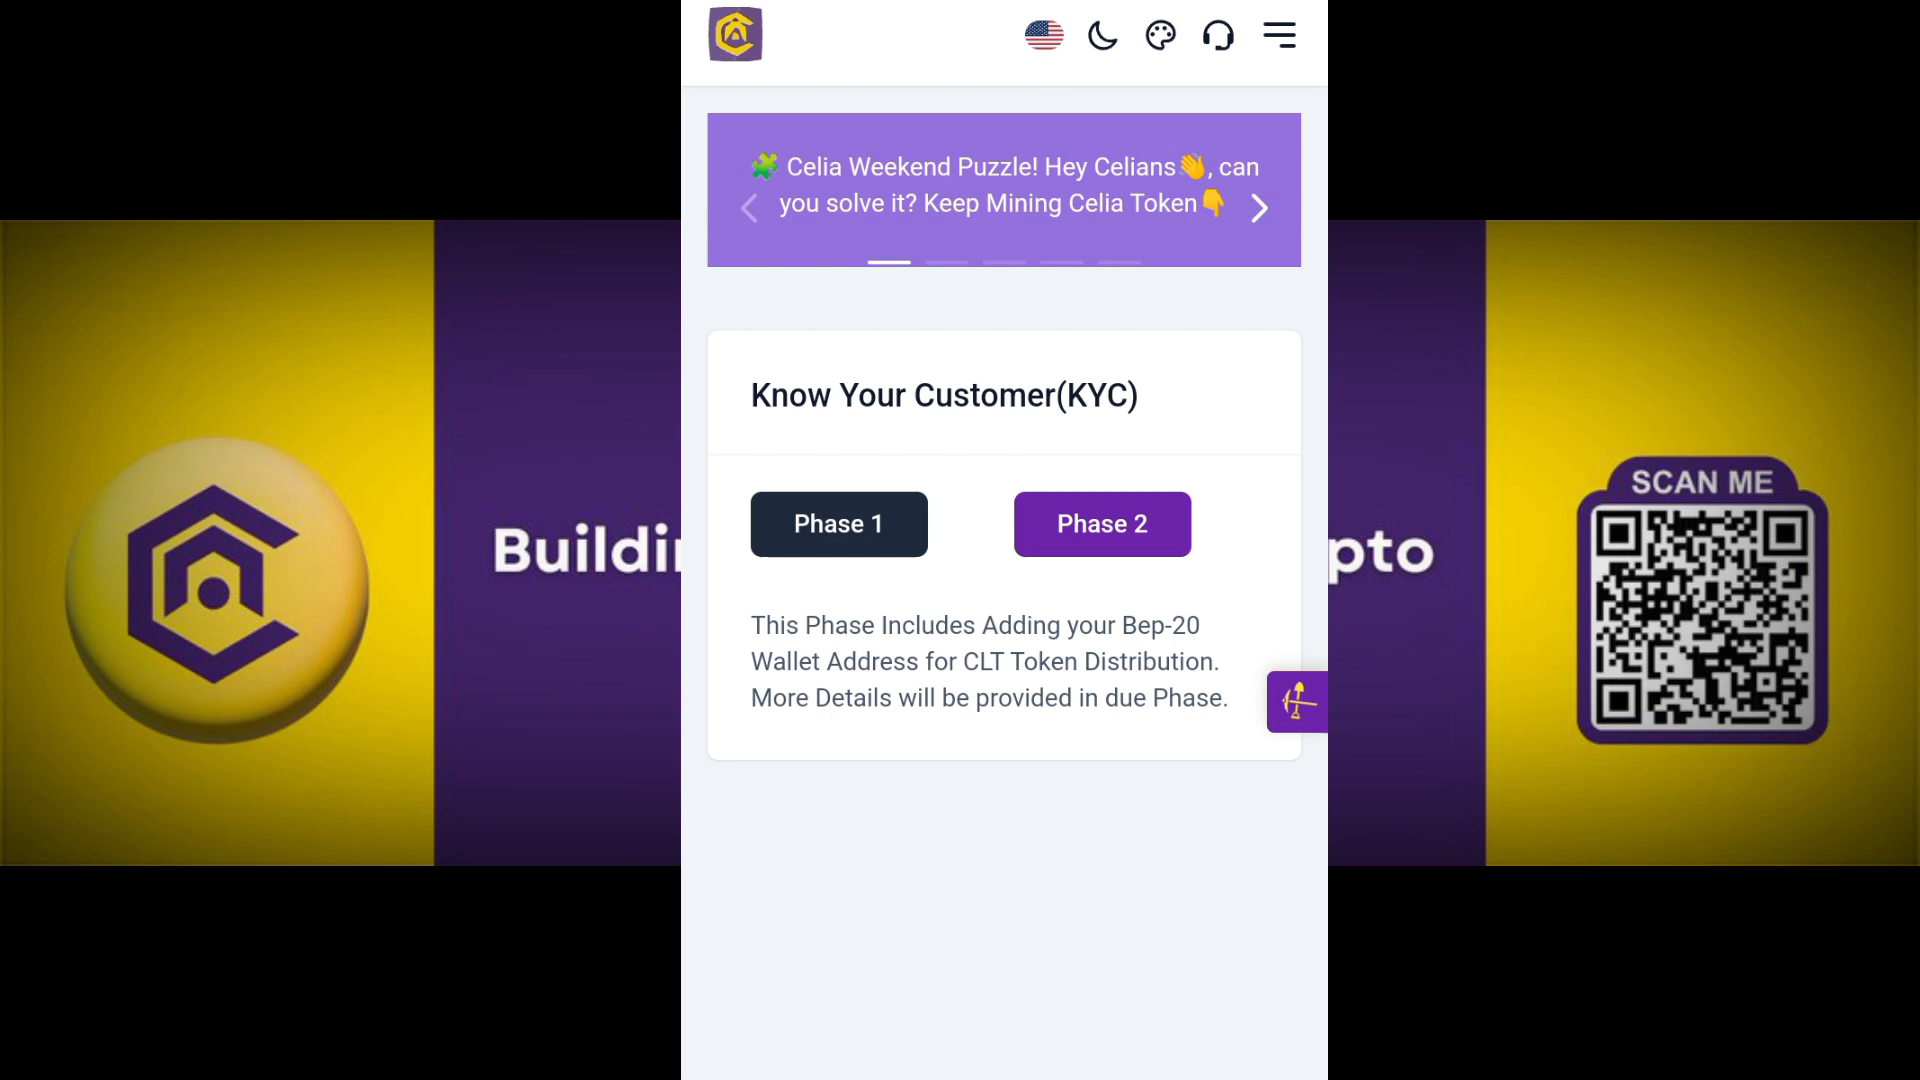 🧩 Celia Weekend Puzzle! Hey Celians👋, can
you solve it? Keep Mining Celia Token👇
Know Your Customer(KYC)
Phase 1
Phase 2
This Phase Includes Adding your Bep-20
Wallet Address for CLT Token Distribution.
More Details will be provided in due Phase.
SCAN ME